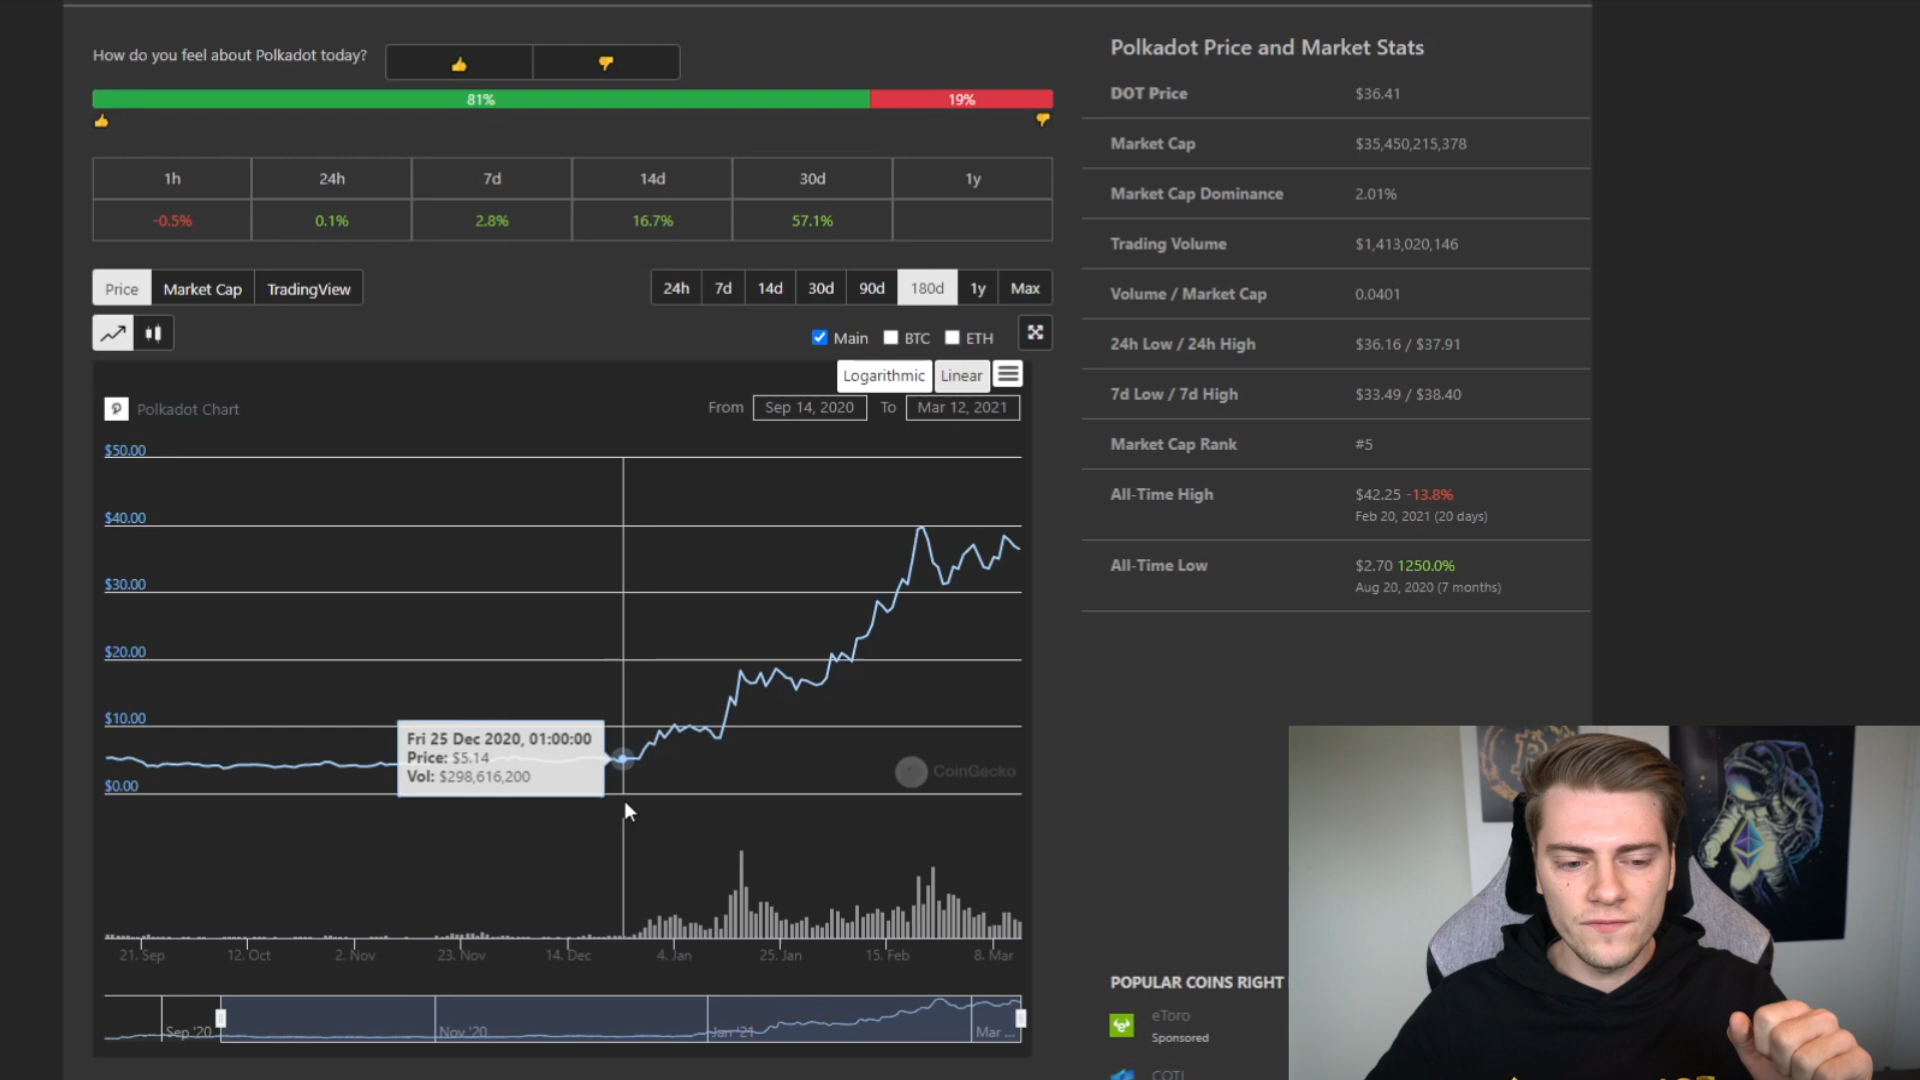 How do you feel about Polkadot today?
81%
19%
1h 24h 7d 14d 30d 1y
-0.5% 0.1% 2.8% 16.7% 57.1%
Price Market Cap TradingView
24h 7d 14d 30d 90d 180d 1y Max
Main BTC ETH
Logarithmic Linear
Polkadot Chart
From Sep 14, 2020 To Mar 12, 2021
$50.00
$40.00
$30.00
$20.00
$10.00
$0.00
Fri 25 Dec 2020, 01:00:00
Price: $5.14
Vol: $298,616,200
CoinGecko
21. Sep 12. Oct 2. Nov 23. Nov 14. Dec 4. Jan 25. Jan 15. Feb 8. Mar
Sep '20 Nov '20 Jan '21 Mar ...
Polkadot Price and Market Stats
DOT Price $36.41
Market Cap $35,450,215,378
Market Cap Dominance 2.01%
Trading Volume $1,413,020,146
Volume / Market Cap 0.0401
24h Low / 24h High $36.16 / $37.91
7d Low / 7d High $33.49 / $38.40
Market Cap Rank #5
All-Time High $42.25 -13.8%
Feb 20, 2021 (20 days)
All-Time Low $2.70 1250.0%
Aug 20, 2020 (7 months)
POPULAR COINS RIGHT
eToro
Sponsored
COTI